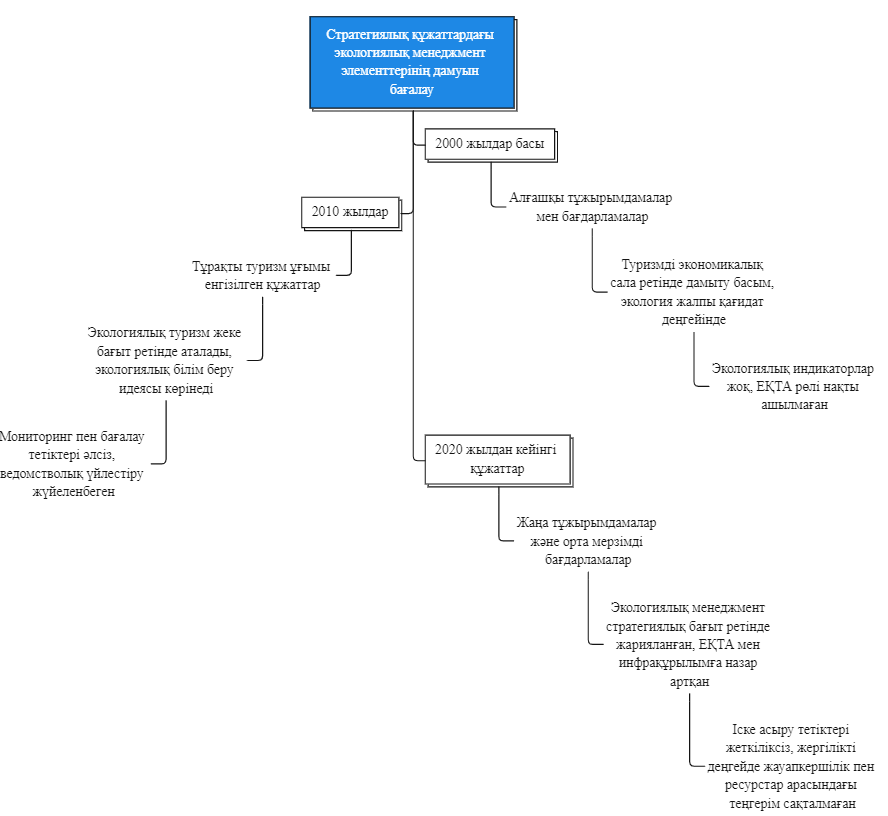 Стратегиялық құжаттардағы
экологиялық менеджмент
элементтерінің дамуын
бағалау
2000 жылдар басы
Алғашқы тұжырымдамалар
мен бағдарламалар
Туризмді экономикалық
сала ретінде дамыту басым,
экология жалпы қағидат
деңгейінде
Экологиялық индикаторлар
жоқ, ЕҚТА рөлі нақты
ашылмаған
2010 жылдар
Тұрақты туризм ұғымы
енгізілген құжаттар
Экологиялық туризм жеке
бағыт ретінде аталады,
экологиялық білім беру
идеясы көрінеді
Мониторинг пен бағалау
тетіктері әлсіз,
ведомстволық үйлестіру
жүйеленбеген
2020 жылдан кейінгі
құжаттар
Жаңа тұжырымдамалар
және орта мерзімді
бағдарламалар
Экологиялық менеджмент
стратегиялық бағыт ретінде
жарияланған, ЕҚТА мен
инфрақұрылымға назар
артқан
Іске асыру тетіктері
жеткіліксіз, жергілікті
деңгейде жауапкершілік пен
ресурстар арасындағы
теңгерім сақталмаған